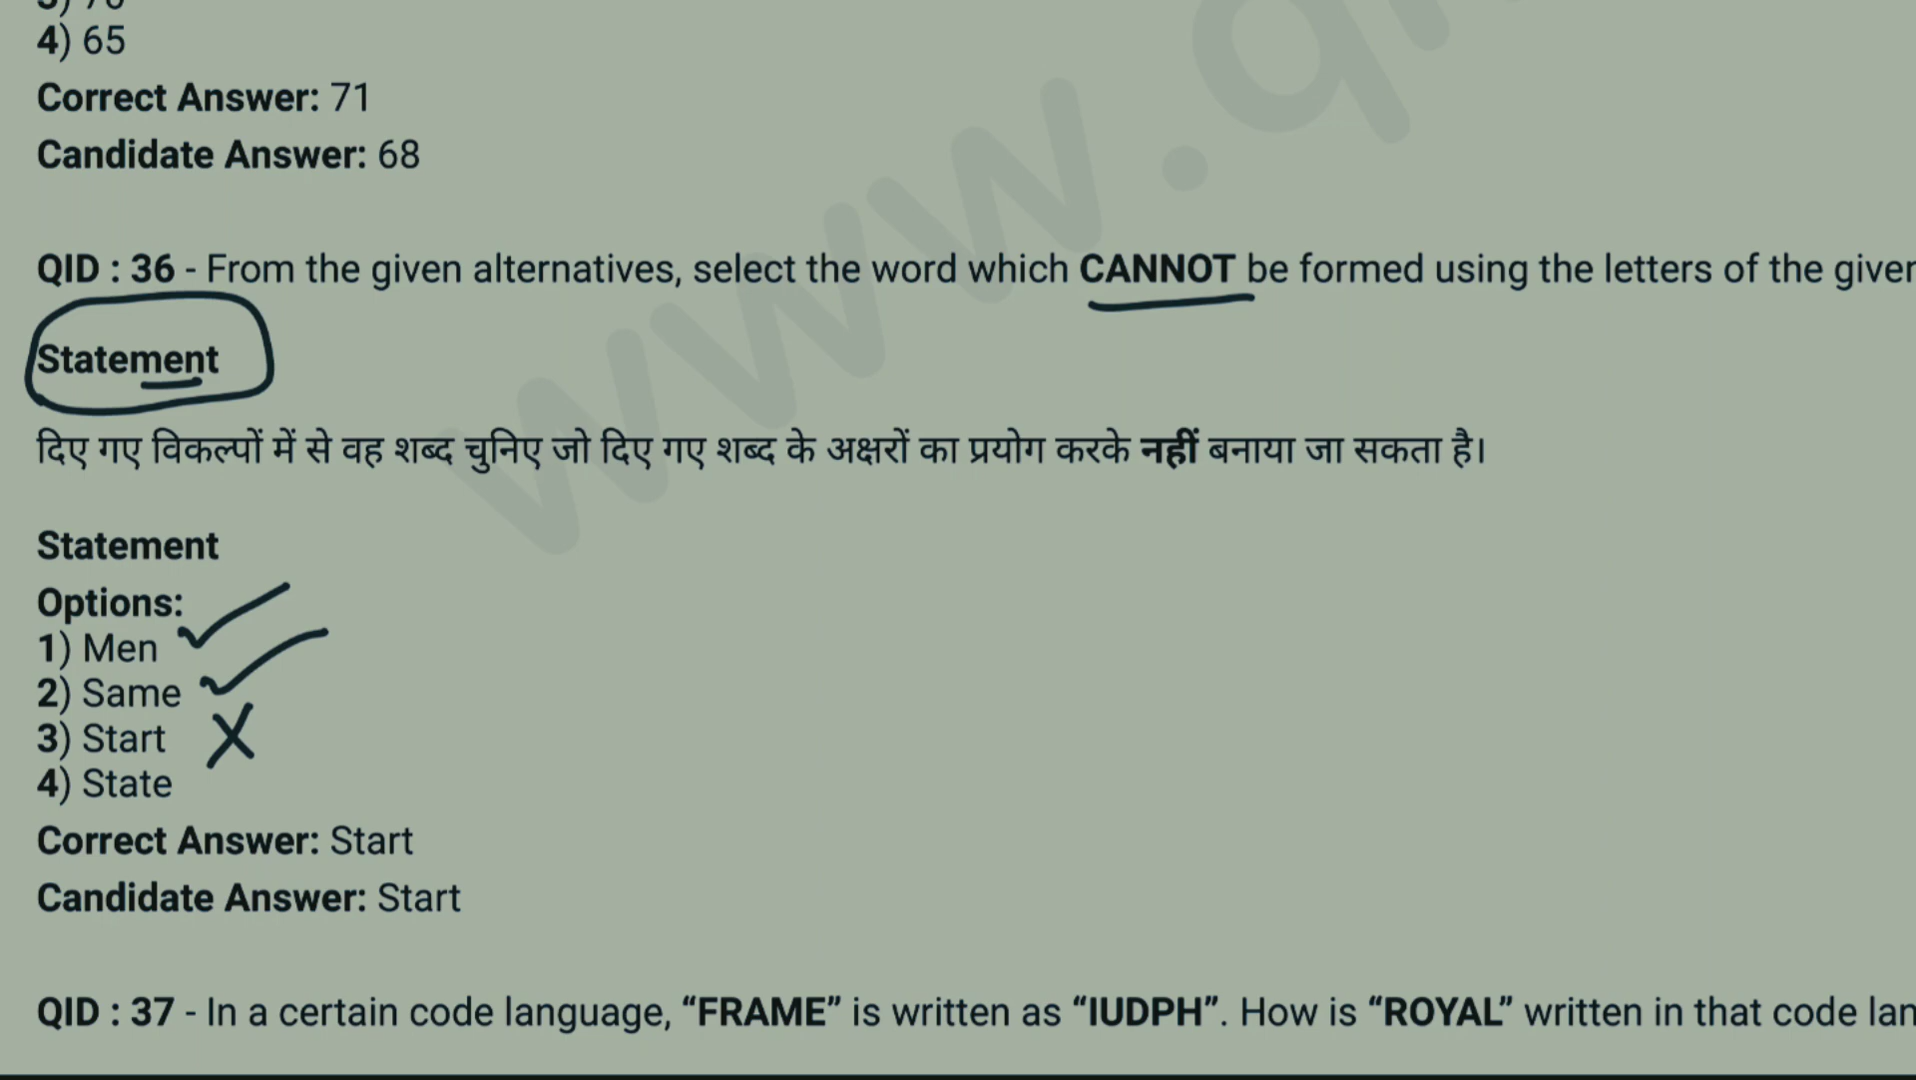 4) 65
Correct Answer: 71
Candidate Answer: 68
QID : 36 - From the given alternatives, select the word which CANNOT be formed using the letters of the
Statement
दिए गए विकल्पों में से वह शब्द चुनिए जो दिए गए शब्द के अक्षरों का प्रयोग करके नहीं बनाया जा सकता है।
Statement
Options:
1) Men
2) Same
3) Start
4) State
Correct Answer: Start
Candidate Answer: Start
QID : 37 - In a certain code language, “FRAME” is written as “IUDPH”. How is “ROYAL” written in that code